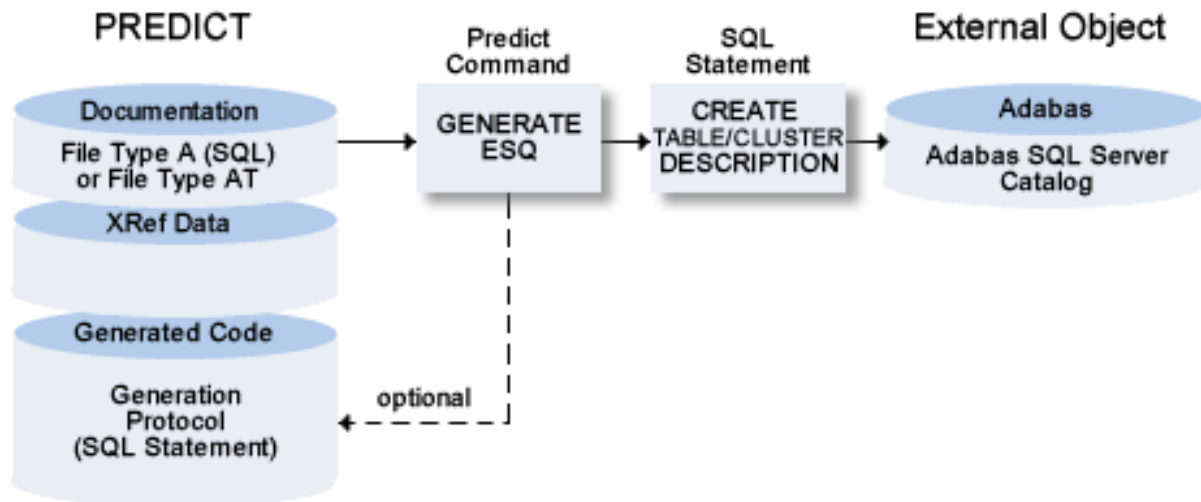 PREDICT
Predict
Command
SQL
Statement
External Object
Documentation
File Type A (SQL)
or File Type AT
GENERATE
ESQ
CREATE
TABLE/CLUSTER
DESCRIPTION
Adabas
Adabas SQL Server
Catalog
XRef Data
Generated Code
Generation
Protocol
(SQL Statement)
optional